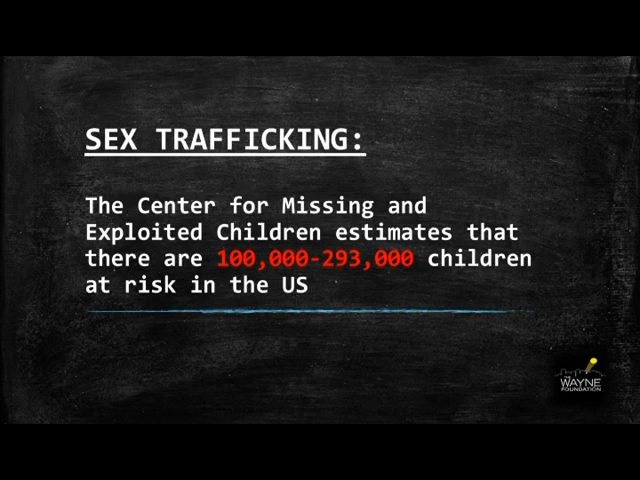 SEX TRAFFICKING:
The Center for Missing and
Exploited Children estimates that
there are 100,000-293,000 children
at risk in the US
THE
WAYNE
FOUNDATION